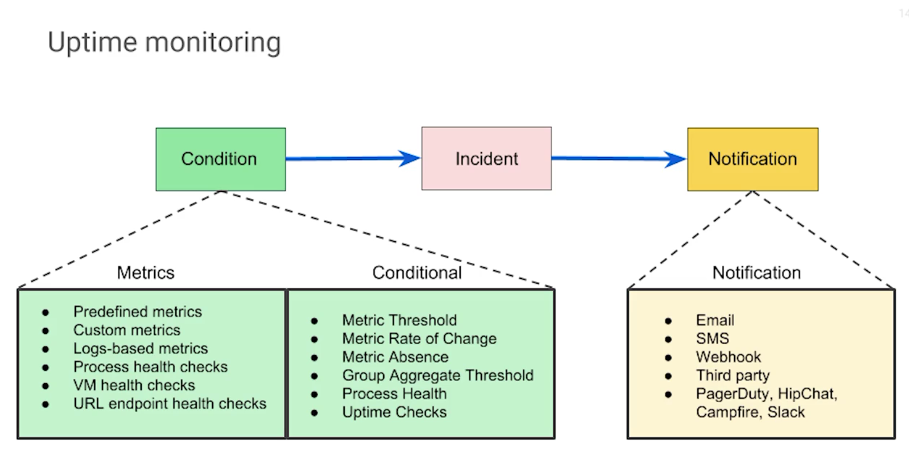 14
Uptime monitoring
Condition
Incident
Notification
Metrics
Conditional
Notification
● Predefined metrics
● Custom metrics
● Logs-based metrics
● Process health checks
● VM health checks
● URL endpoint health checks
● Metric Threshold
● Metric Rate of Change
● Metric Absence
● Group Aggregate Threshold
● Process Health
● Uptime Checks
● Email
● SMS
● Webhook
● Third party
● PagerDuty, HipChat,
Campfire, Slack